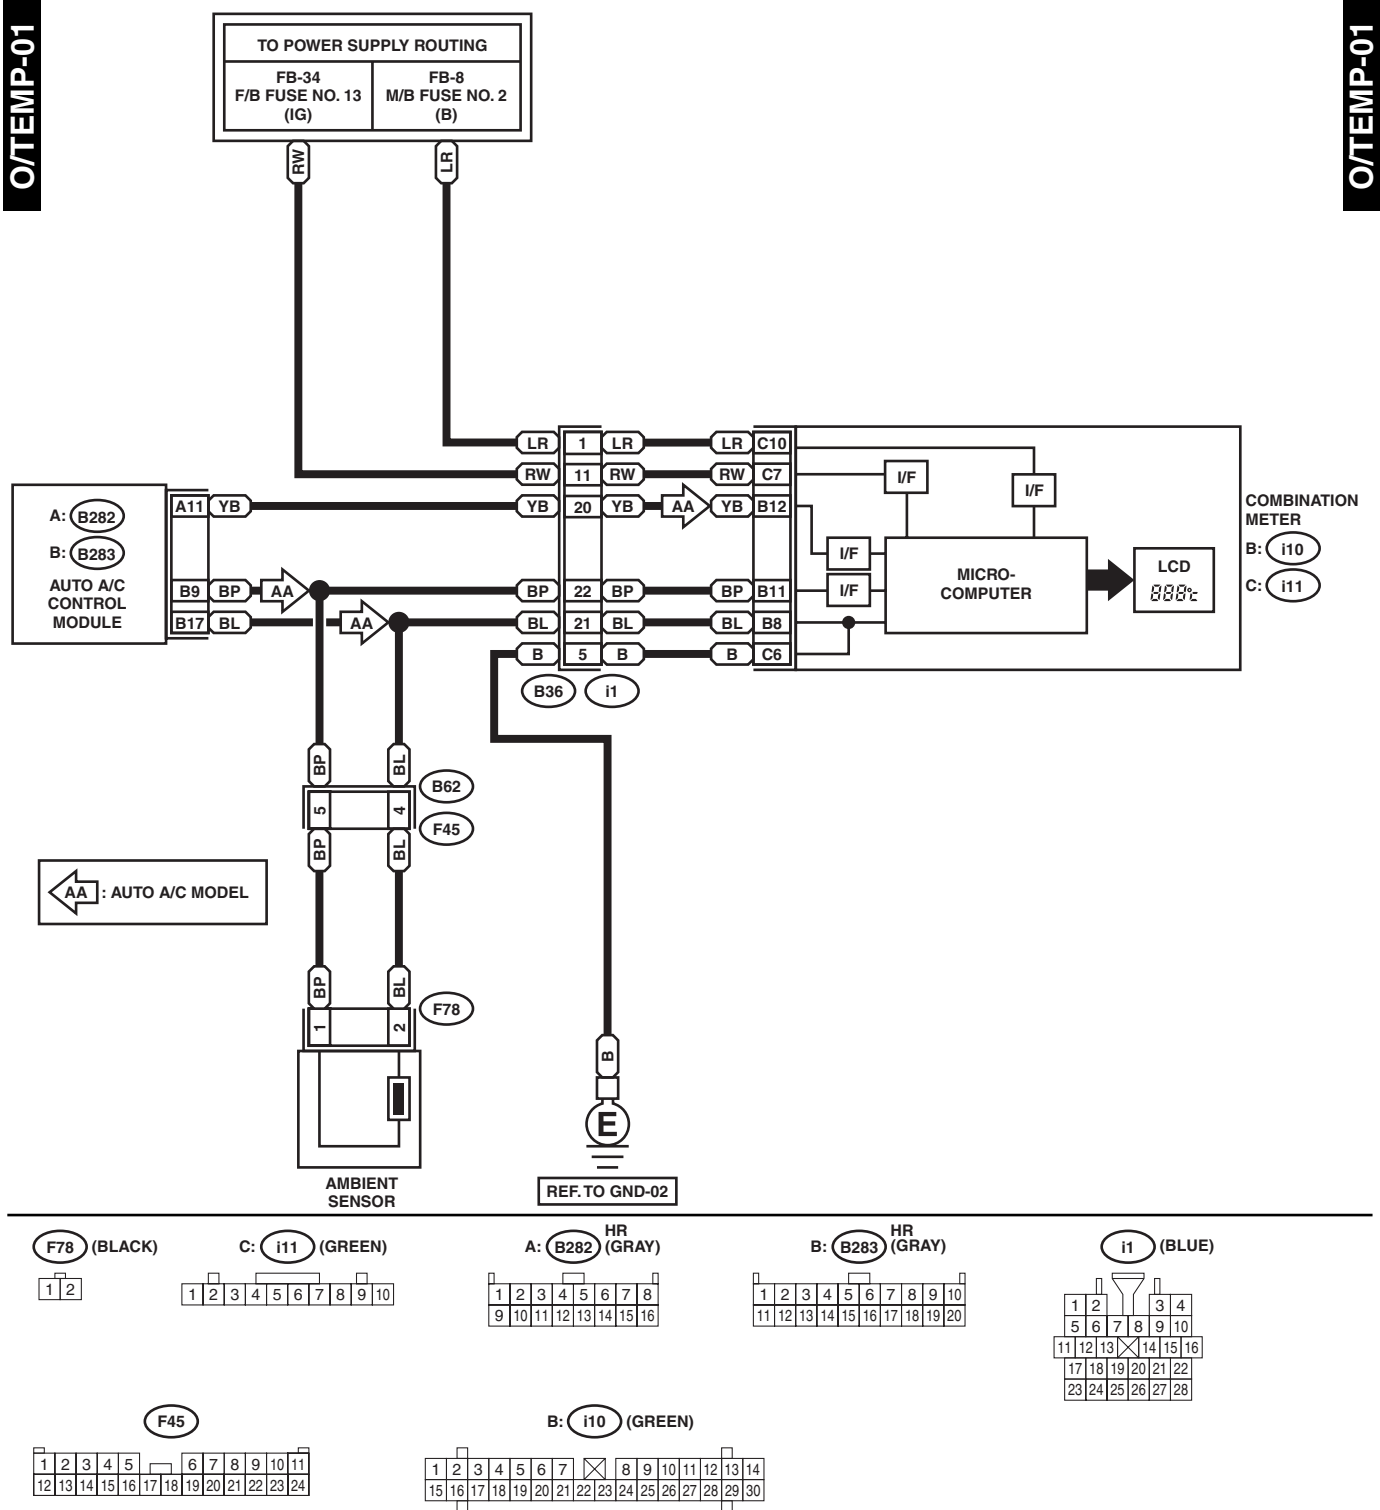 O/TEMP-01
O/TEMP-01
TO POWER SUPPLY ROUTING
FB-34
F/B FUSE NO. 13
(IG)
FB-8
M/B FUSE NO. 2
(B)
RW
LR
LR 1 LR LR C10
RW 11 RW RW C7
I/F
I/F
A: B282
B: B283
AUTO A/C
CONTROL
MODULE
A11 YB YB 20 YB AA YB B12
I/F
B9 BP AA BP 22 BP BP B11
I/F
B17 BL AA BL 21 BL BL B8
B 5 B B C6
MICRO-
COMPUTER
LCD
888℃
COMBINATION
METER
B: i10
C: i11
B36 i1
BP BL
B62
5 4
F45
BP BL
AA : AUTO A/C MODEL
BP BL
F78
1 2
B
E
AMBIENT
SENSOR
REF. TO GND-02
F78 (BLACK)
1 2
C: i11 (GREEN)
1 2 3 4 5 6 7 8 9 10
A: B282 HR
(GRAY)
1 2 3 4 5 6 7 8
9 10 11 12 13 14 15 16
B: B283 HR
(GRAY)
1 2 3 4 5 6 7 8 9 10
11 12 13 14 15 16 17 18 19 20
i1 (BLUE)
1 2 3 4
5 6 7 8 9 10
11 12 13 14 15 16
17 18 19 20 21 22
23 24 25 26 27 28
F45
1 2 3 4 5 6 7 8 9 10 11
12 13 14 15 16 17 18 19 20 21 22 23 24
B: i10 (GREEN)
1 2 3 4 5 6 7 8 9 10 11 12 13 14
15 16 17 18 19 20 21 22 23 24 25 26 27 28 29 30